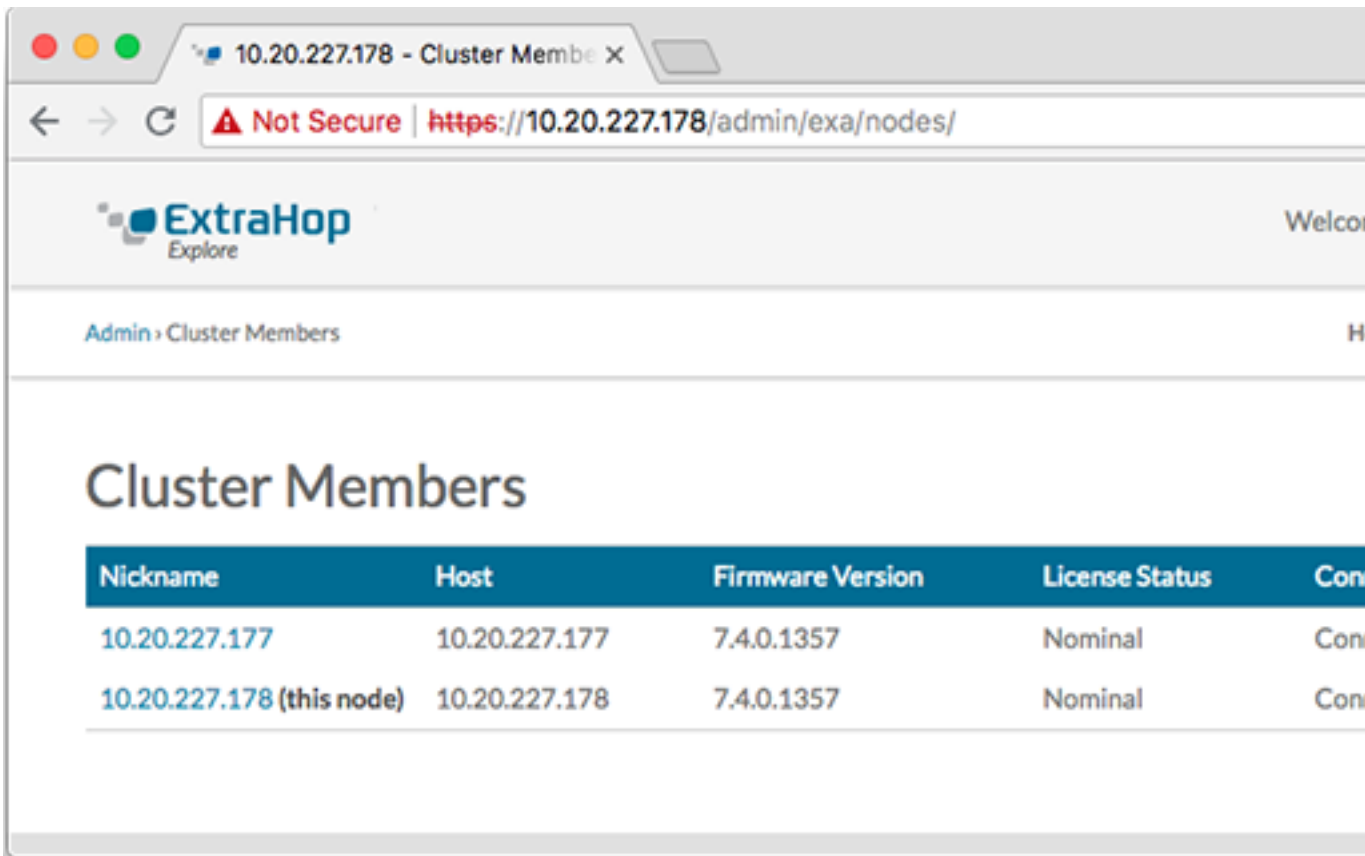 10.20.227.178 - Cluster Membe
Not Secure | https://10.20.227.178/admin/exa/nodes/
ExtraHop
Explore
Admin › Cluster Members
Cluster Members
Nickname Host Firmware Version License Status
10.20.227.177 10.20.227.177 7.4.0.1357 Nominal
10.20.227.178 (this node) 10.20.227.178 7.4.0.1357 Nominal